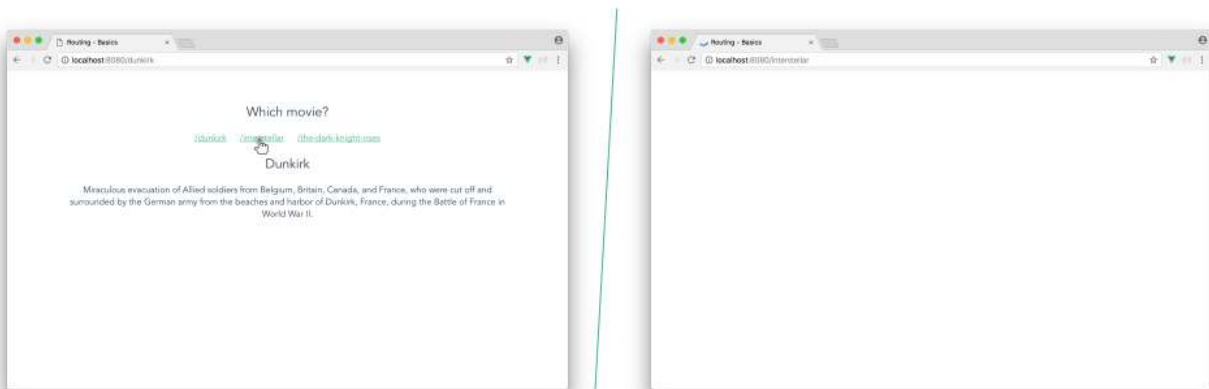 Routing - Basics
localhost:8080/dunkirk
Which movie?
/dunkirk /interstellar /the-dark-knight-rises
Dunkirk
Miraculous evacuation of Allied soldiers from Belgium, Britain, Canada, and France, who were cut off and
surrounded by the German army from the beaches and harbor of Dunkirk, France, during the Battle of France in
World War II.
Routing - Basics
localhost:8080/interstellar